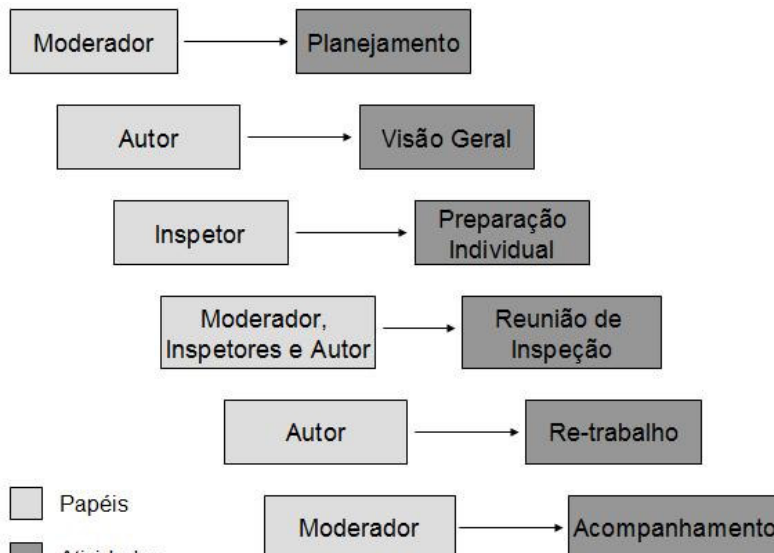 Moderador
Planejamento
Autor
Visão Geral
Inspetor
Preparação
Individual
Moderador,
Inspetores e Autor
Reunião de
Inspeção
Autor
Re-trabalho
Papéis
Moderador
Acompanhamento